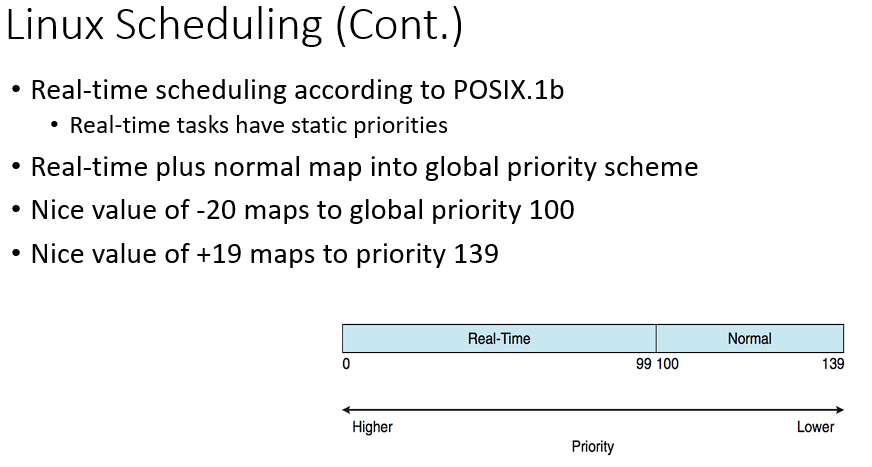 Linux Scheduling (Cont.)
• Real-time scheduling according to POSIX.1b
• Real-time tasks have static priorities
• Real-time plus normal map into global priority scheme
• Nice value of -20 maps to global priority 100
• Nice value of +19 maps to priority 139
Real-Time Normal
0 99 100 139
Higher Lower
Priority